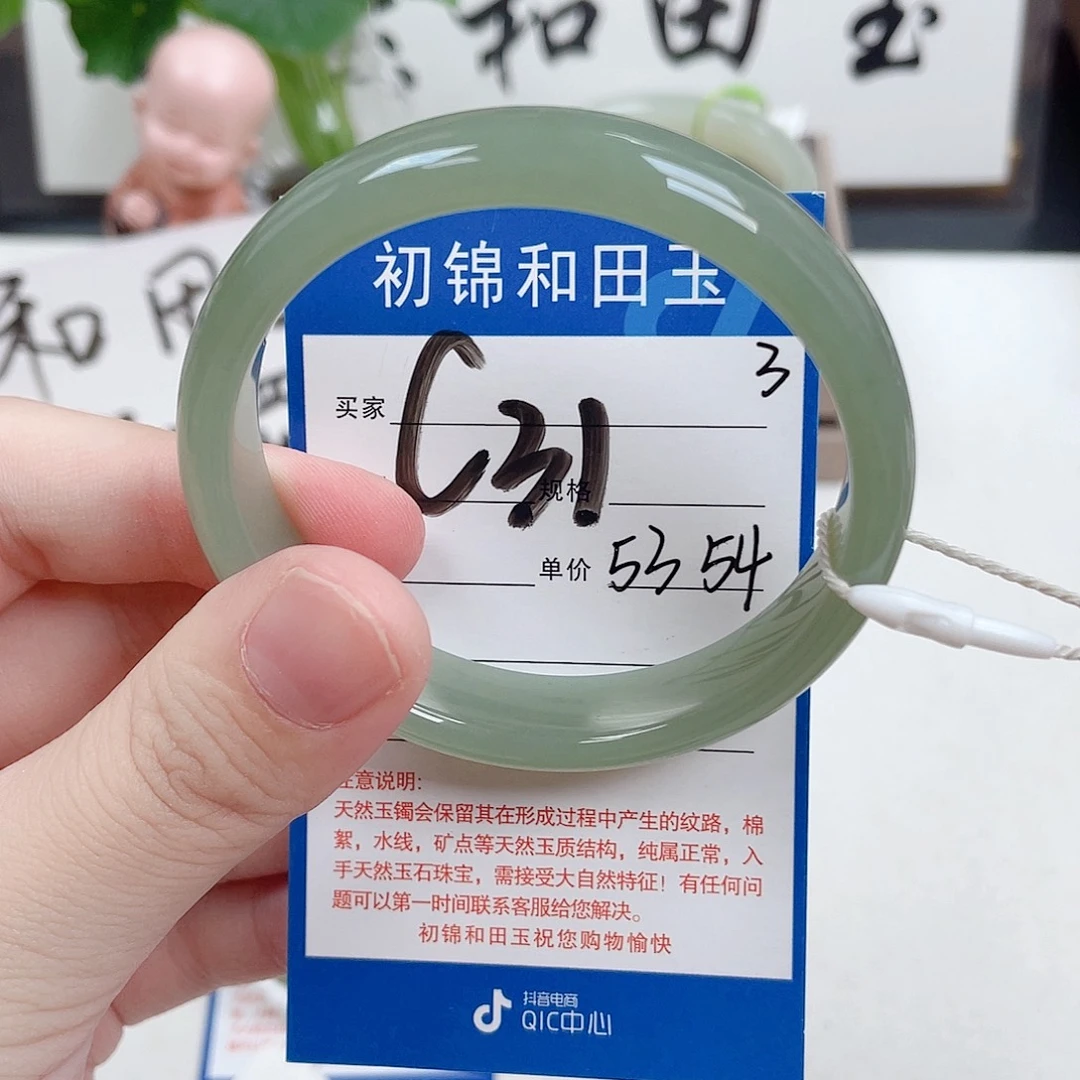 和田玉
和田
初锦和田玉
3
买家 C31
规格
单价 53 54
注意说明:
天然玉镯会保留其在形成过程中产生的纹路，棉
絮，水线，矿点等天然玉质结构，纯属正常，入
手天然玉石珠宝，需接受大自然特征！有任何问
题可以第一时间联系客服给您解决。
初锦和田玉祝您购物愉快
抖音电商
QIC中心